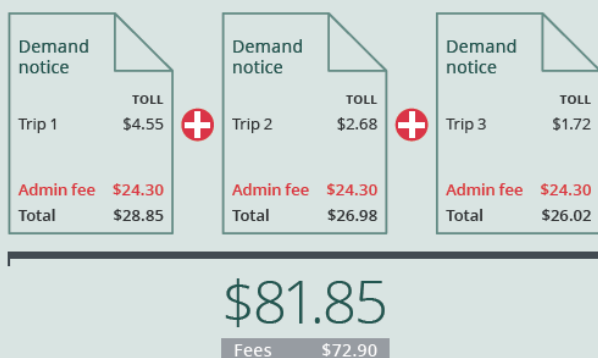 Demand notice
TOLL
Trip 1 $4.55
Admin fee $24.30
Total $28.85
Demand notice
TOLL
Trip 2 $2.68
Admin fee $24.30
Total $26.98
Demand notice
TOLL
Trip 3 $1.72
Admin fee $24.30
Total $26.02
$81.85
Fees $72.90